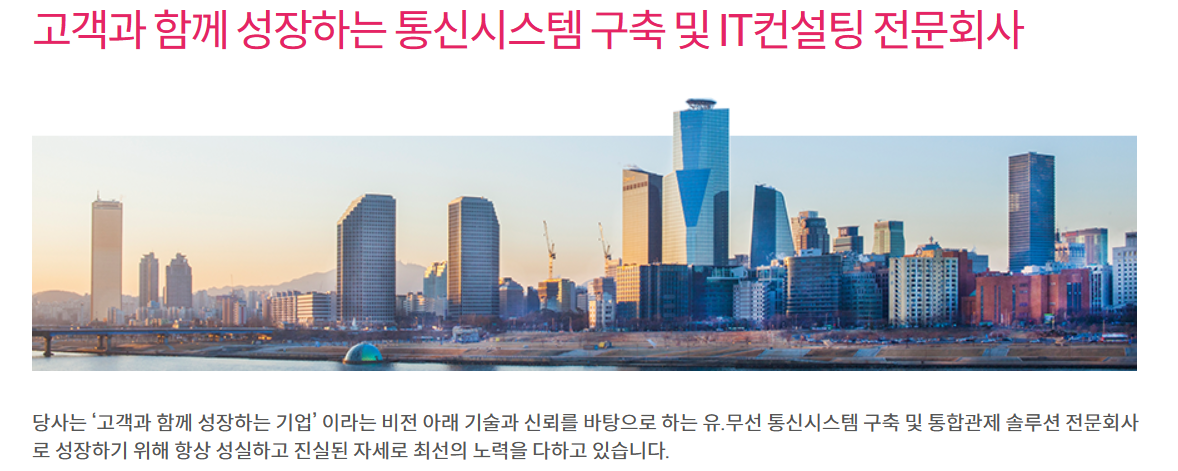 고객과 함께 성장하는 통신시스템 구축 및 IT컨설팅 전문회사
당사는 ‘고객과 함께 성장하는 기업’ 이라는 비전 아래 기술과 신뢰를 바탕으로 하는 유.무선 통신시스템 구축 및 통합관제 솔루션 전문회사
로 성장하기 위해 항상 성실하고 진실된 자세로 최선의 노력을 다하고 있습니다.